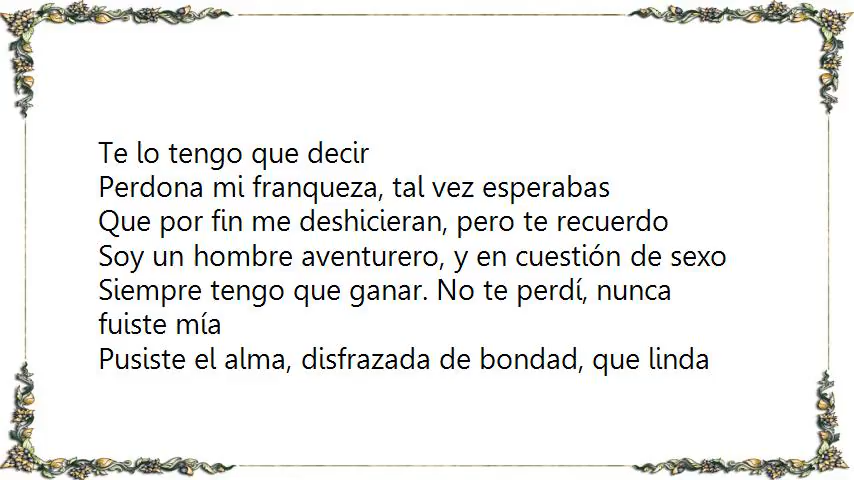 Te lo tengo que decir
Perdona mi franqueza, tal vez esperabas
Que por fin me deshicieran, pero te recuerdo
Soy un hombre aventurero, y en cuestión de sexo
Siempre tengo que ganar. No te perdí, nunca
fuiste mía
Pusiste el alma, disfrazada de bondad, que linda